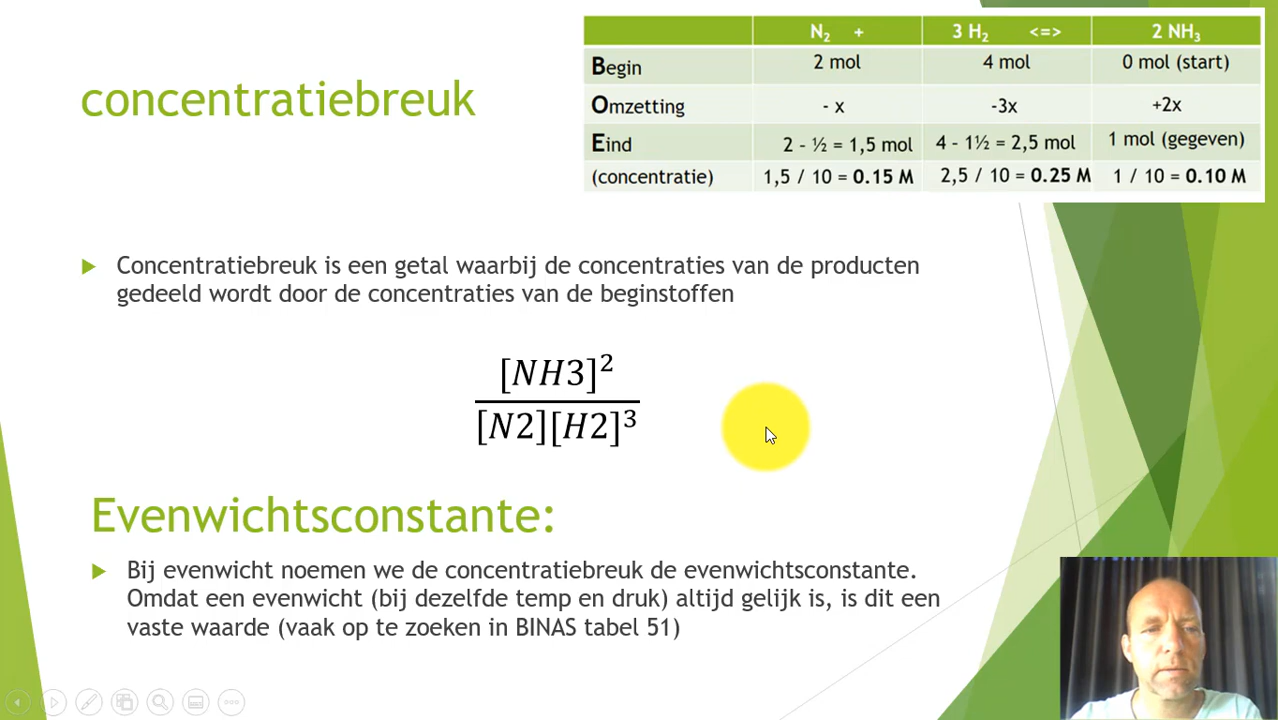 concentratiebreuk
N₂ + 3 H₂ <=> 2 NH₃
Begin 2 mol 4 mol 0 mol (start)
Omzetting - x -3x +2x
Eind 2 - ½ = 1,5 mol 4 - 1½ = 2,5 mol 1 mol (gegeven)
(concentratie) 1,5 / 10 = 0.15 M 2,5 / 10 = 0.25 M 1 / 10 = 0.10 M
Concentratiebreuk is een getal waarbij de concentraties van de producten
gedeeld wordt door de concentraties van de beginstoffen
[NH3]²
[N2][H2]³
Evenwichtsconstante:
Bij evenwicht noemen we de concentratiebreuk de evenwichtsconstante.
Omdat een evenwicht (bij dezelfde temp en druk) altijd gelijk is, is dit een
vaste waarde (vaak op te zoeken in BINAS tabel 51)